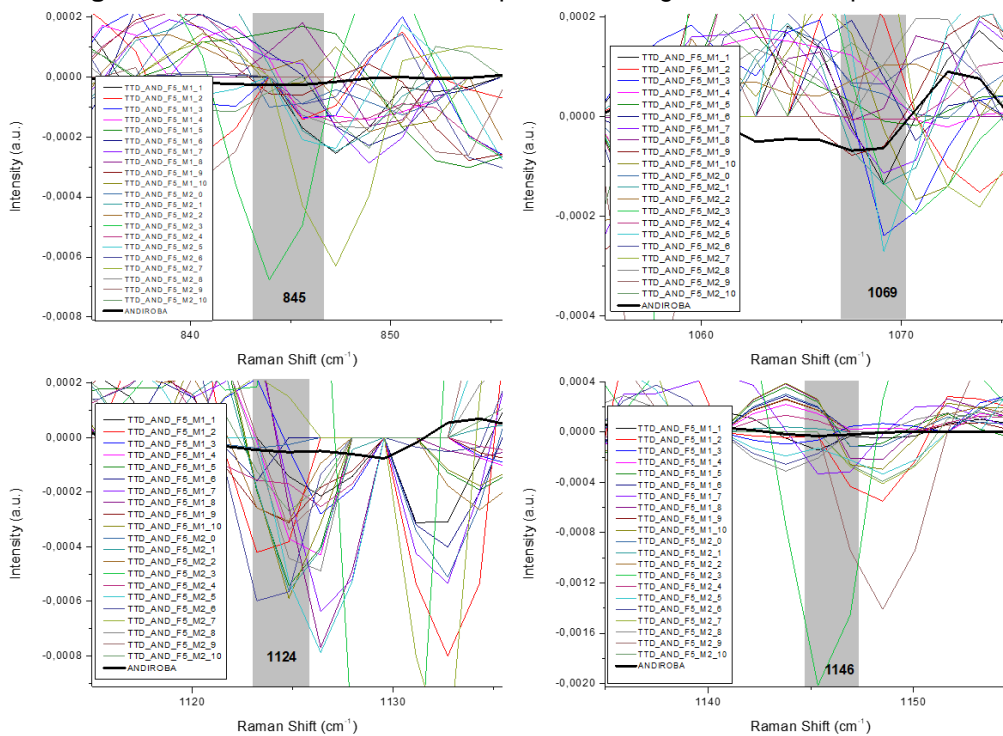 0,0002
0,0000
-0,0002
-0,0004
-0,0006
-0,0008
Intensity (a.u.)
TTD_AND_F5_M1_1
TTD_AND_F5_M1_2
TTD_AND_F5_M1_3
TTD_AND_F5_M1_4
TTD_AND_F5_M1_5
TTD_AND_F5_M1_6
TTD_AND_F5_M1_7
TTD_AND_F5_M1_8
TTD_AND_F5_M1_9
TTD_AND_F5_M1_10
TTD_AND_F5_M2_0
TTD_AND_F5_M2_1
TTD_AND_F5_M2_2
TTD_AND_F5_M2_3
TTD_AND_F5_M2_4
TTD_AND_F5_M2_5
TTD_AND_F5_M2_6
TTD_AND_F5_M2_7
TTD_AND_F5_M2_8
TTD_AND_F5_M2_9
TTD_AND_F5_M2_10
ANDIROBA
845
840 850
Raman Shift (cm⁻¹)
0,0002
0,0000
-0,0002
-0,0004
Intensity (a.u.)
TTD_AND_F5_M1_1
TTD_AND_F5_M1_2
TTD_AND_F5_M1_3
TTD_AND_F5_M1_4
TTD_AND_F5_M1_5
TTD_AND_F5_M1_6
TTD_AND_F5_M1_7
TTD_AND_F5_M1_8
TTD_AND_F5_M1_9
TTD_AND_F5_M1_10
TTD_AND_F5_M2_0
TTD_AND_F5_M2_1
TTD_AND_F5_M2_2
TTD_AND_F5_M2_3
TTD_AND_F5_M2_4
TTD_AND_F5_M2_5
TTD_AND_F5_M2_6
TTD_AND_F5_M2_7
TTD_AND_F5_M2_8
TTD_AND_F5_M2_9
TTD_AND_F5_M2_10
ANDIROBA
1069
1060 1070
Raman Shift (cm⁻¹)
0,0002
0,0000
-0,0002
-0,0004
-0,0006
-0,0008
Intensity (a.u.)
TTD_AND_F5_M1_1
TTD_AND_F5_M1_2
TTD_AND_F5_M1_3
TTD_AND_F5_M1_4
TTD_AND_F5_M1_5
TTD_AND_F5_M1_6
TTD_AND_F5_M1_7
TTD_AND_F5_M1_8
TTD_AND_F5_M1_9
TTD_AND_F5_M1_10
TTD_AND_F5_M2_0
TTD_AND_F5_M2_1
TTD_AND_F5_M2_2
TTD_AND_F5_M2_3
TTD_AND_F5_M2_4
TTD_AND_F5_M2_5
TTD_AND_F5_M2_6
TTD_AND_F5_M2_7
TTD_AND_F5_M2_8
TTD_AND_F5_M2_9
TTD_AND_F5_M2_10
ANDIROBA
1124
1120 1130
Raman Shift (cm⁻¹)
0,0004
0,0000
-0,0004
-0,0008
-0,0012
-0,0016
-0,0020
Intensity (a.u.)
TTD_AND_F5_M1_1
TTD_AND_F5_M1_2
TTD_AND_F5_M1_3
TTD_AND_F5_M1_4
TTD_AND_F5_M1_5
TTD_AND_F5_M1_6
TTD_AND_F5_M1_7
TTD_AND_F5_M1_8
TTD_AND_F5_M1_9
TTD_AND_F5_M1_10
TTD_AND_F5_M2_0
TTD_AND_F5_M2_1
TTD_AND_F5_M2_2
TTD_AND_F5_M2_3
TTD_AND_F5_M2_4
TTD_AND_F5_M2_5
TTD_AND_F5_M2_6
TTD_AND_F5_M2_7
TTD_AND_F5_M2_8
TTD_AND_F5_M2_9
TTD_AND_F5_M2_10
ANDIROBA
1146
1140 1150
Raman Shift (cm⁻¹)